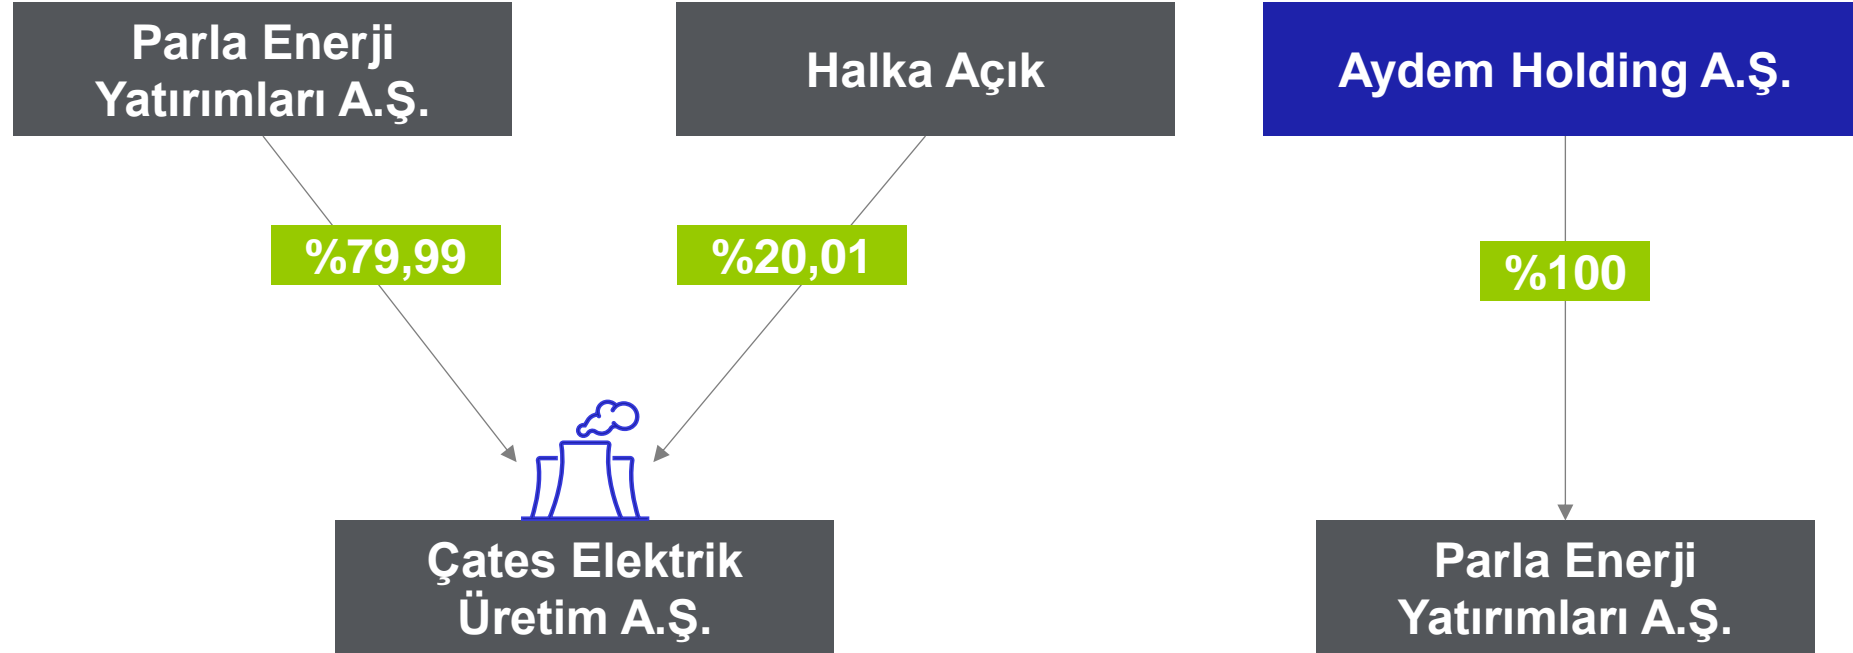 Parla Enerji
Yatırımları A.Ş.
Halka Açık
Aydem Holding A.Ş.
%79,99
%20,01
%100
Çates Elektrik
Üretim A.Ş.
Parla Enerji
Yatırımları A.Ş.